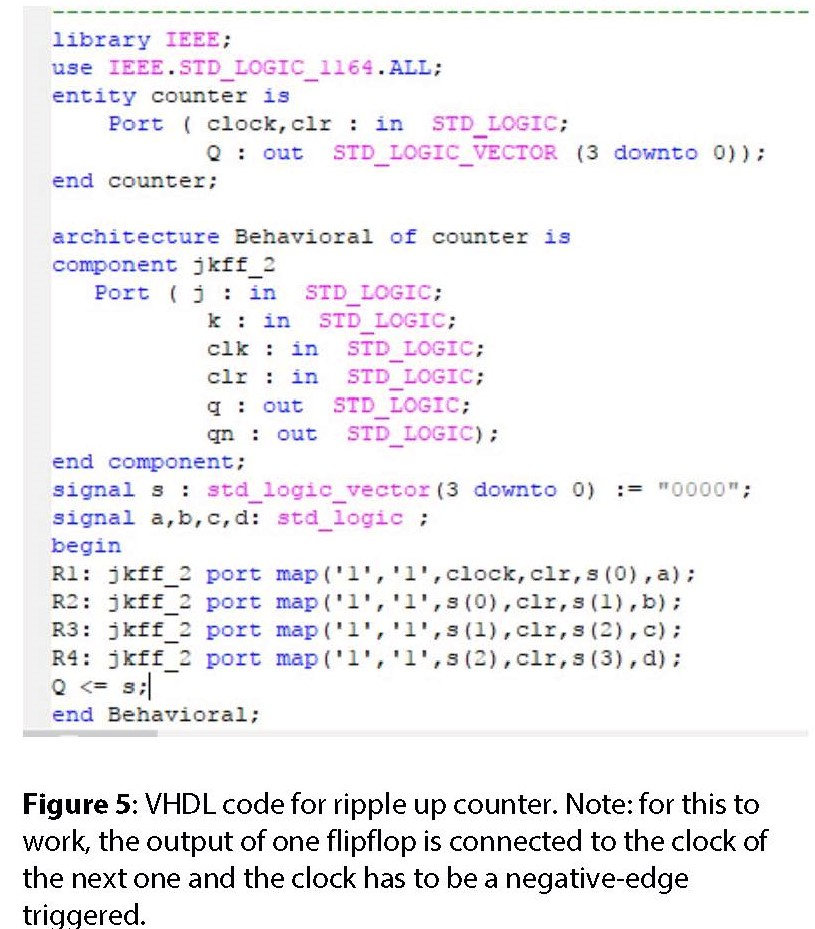 library IEEE;
use IEEE.STD_LOGIC_1164.ALL;
entity counter is
Port ( clock,clr : in STD_LOGIC;
Q : out STD_LOGIC_VECTOR (3 downto 0));
end counter;
architecture Behavioral of counter is
component jkff_2
Port ( j : in STD_LOGIC;
k : in STD_LOGIC;
clk : in STD_LOGIC;
clr : in STD_LOGIC;
q : out STD_LOGIC;
qn : out STD_LOGIC);
end component;
signal s : std_logic_vector(3 downto 0) := "0000";
signal a,b,c,d: std_logic ;
begin
R1: jkff_2 port map('1','1',clock,clr,s(0),a);
R2: jkff_2 port map('1','1',s(0),clr,s(1),b);
R3: jkff_2 port map('1','1',s(1),clr,s(2),c);
R4: jkff_2 port map('1','1',s(2),clr,s(3),d);
Q <= s;
end Behavioral;
Figure 5: VHDL code for ripple up counter. Note: for this to
work, the output of one flipflop is connected to the clock of
the next one and the clock has to be a negative-edge
triggered.